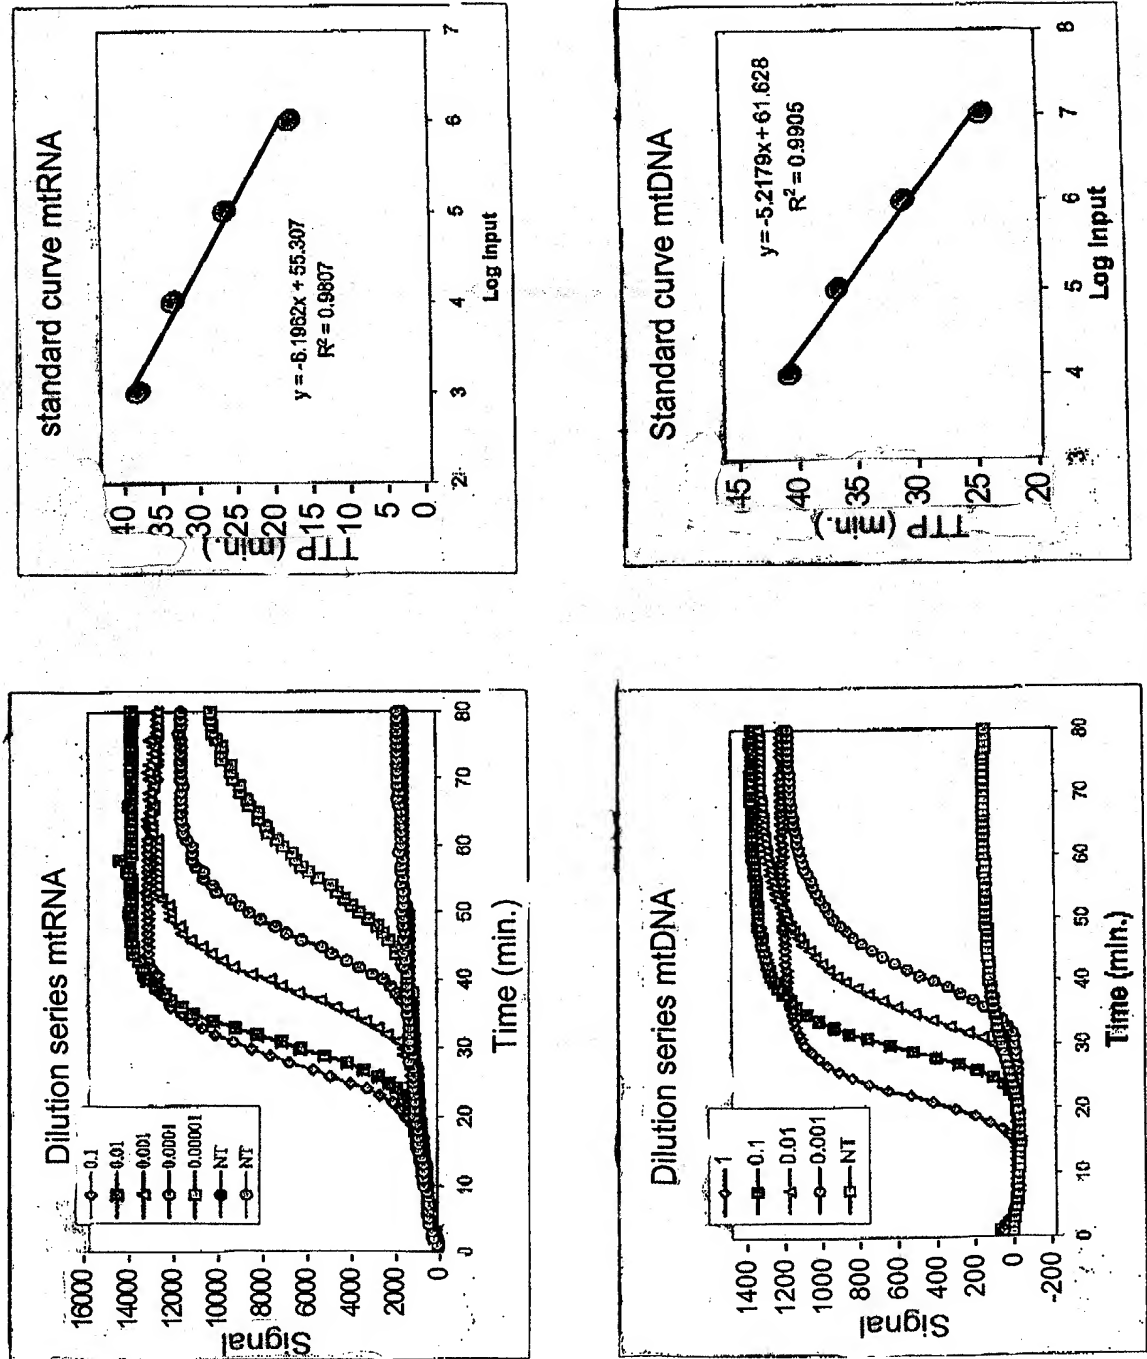 Dilution series mtRNA
Signal
16000
14000
12000
10000
8000
6000
4000
2000
0
0.1
0.01
0.001
0.0001
0.00001
NT
NT
0 10 20 30 40 50 60 70 80
Time (min.)
standard curve mtRNA
TTP (min.)
40
35
30
25
20
15
10
5
0
y = -6.1962x + 55.307
R² = 0.9807
2 3 4 5 6 7
Log Input
Dilution series mtDNA
Signal
1400
1200
1000
800
600
400
200
0
-200
1
0.1
0.01
0.001
NT
0 10 20 30 40 50 60 70 80
Time (min.)
Standard curve mtDNA
TTP (min.)
45
40
35
30
25
20
y = -5.2179x + 61.628
R² = 0.9905
3 4 5 6 7 8
Log Input